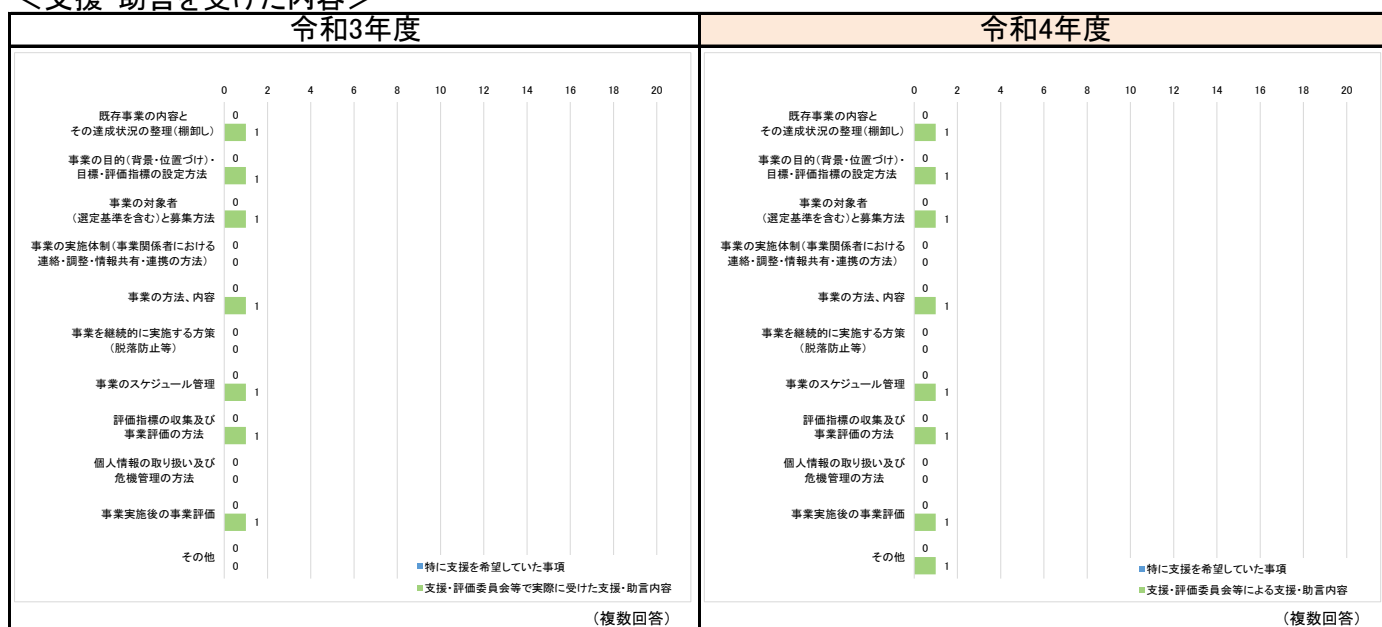 ＜支援・助言を受けた内容＞
令和3年度
0 2 4 6 8 10 12 14 16 18 20
既存事業の内容と
その達成状況の整理(棚卸し)
0
1
事業の目的(背景・位置づけ)・
目標・評価指標の設定方法
0
1
事業の対象者
(選定基準を含む)と募集方法
0
1
事業の実施体制(事業関係者における
連絡・調整・情報共有・連携の方法)
0
0
事業の方法、内容
0
1
事業を継続的に実施する方策
(脱落防止等)
0
0
事業のスケジュール管理
0
1
評価指標の収集及び
事業評価の方法
0
1
個人情報の取り扱い及び
危機管理の方法
0
0
事業実施後の事業評価
0
1
その他
0
0
■特に支援を希望していた事項
■支援・評価委員会等で実際に受けた支援・助言内容
(複数回答)
令和4年度
0 2 4 6 8 10 12 14 16 18 20
既存事業の内容と
その達成状況の整理(棚卸し)
0
1
事業の目的(背景・位置づけ)・
目標・評価指標の設定方法
0
1
事業の対象者
(選定基準を含む)と募集方法
0
1
事業の実施体制(事業関係者における
連絡・調整・情報共有・連携の方法)
0
0
事業の方法、内容
0
1
事業を継続的に実施する方策
(脱落防止等)
0
0
事業のスケジュール管理
0
1
評価指標の収集及び
事業評価の方法
0
1
個人情報の取り扱い及び
危機管理の方法
0
0
事業実施後の事業評価
0
1
その他
0
1
■特に支援を希望していた事項
■支援・評価委員会等による支援・助言内容
(複数回答)